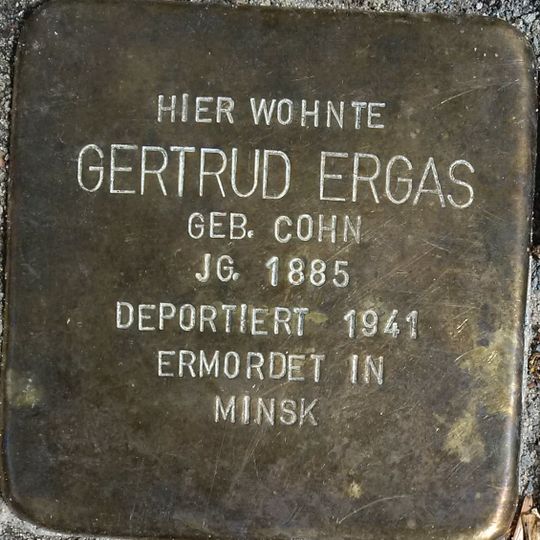 HIER WOHNTE
GERTRUD ERGAS
GEB. COHN
JG. 1885
DEPORTIERT 1941
ERMORDET IN
MINSK